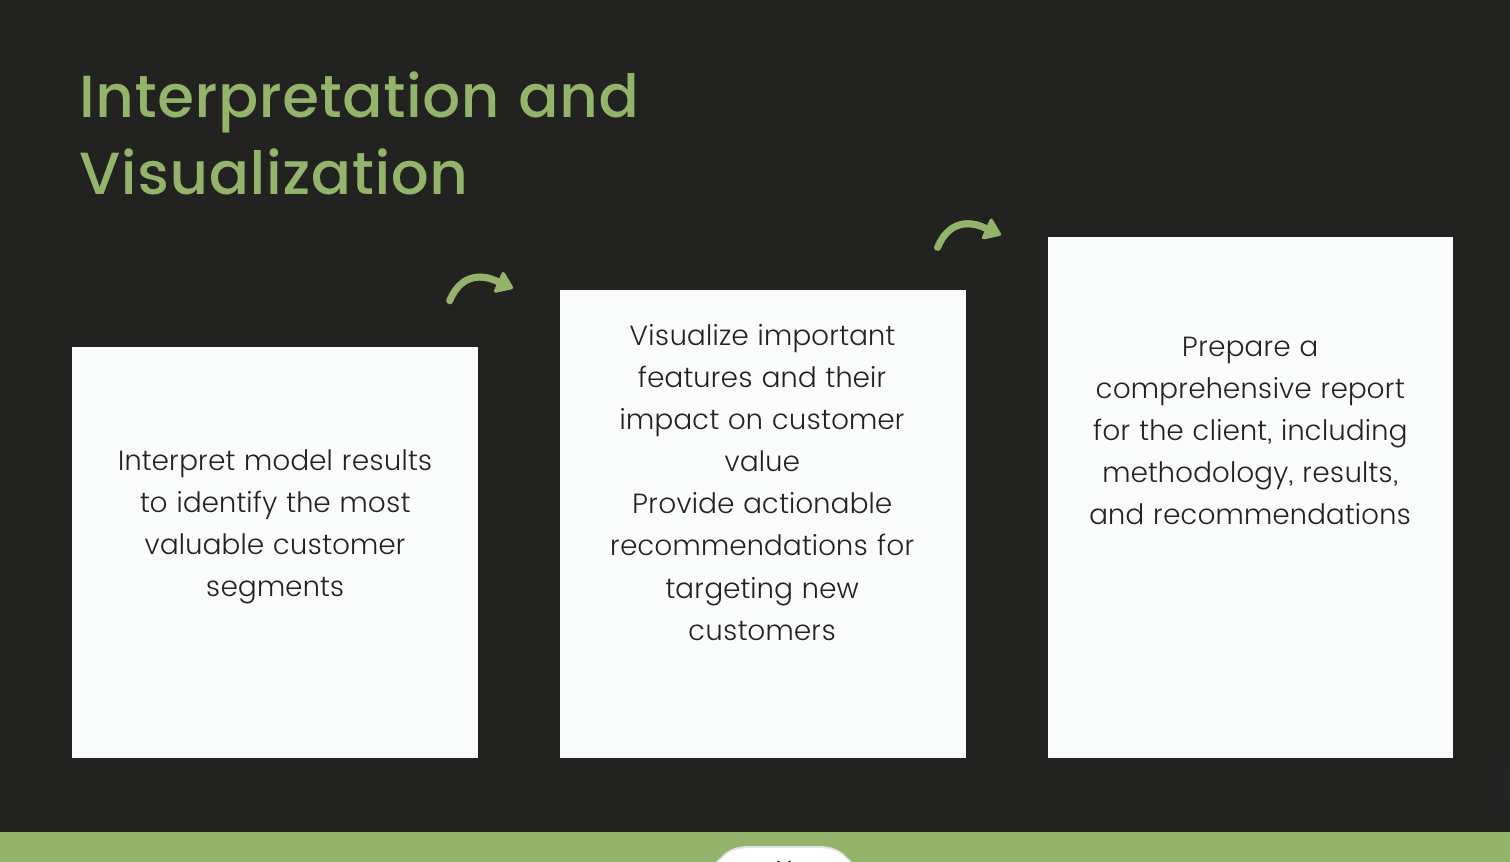 Interpretation and
Visualization
Interpret model results
to identify the most
valuable customer
segments
Visualize important
features and their
impact on customer
value
Provide actionable
recommendations for
targeting new
customers
Prepare a
comprehensive report
for the client, including
methodology, results,
and recommendations